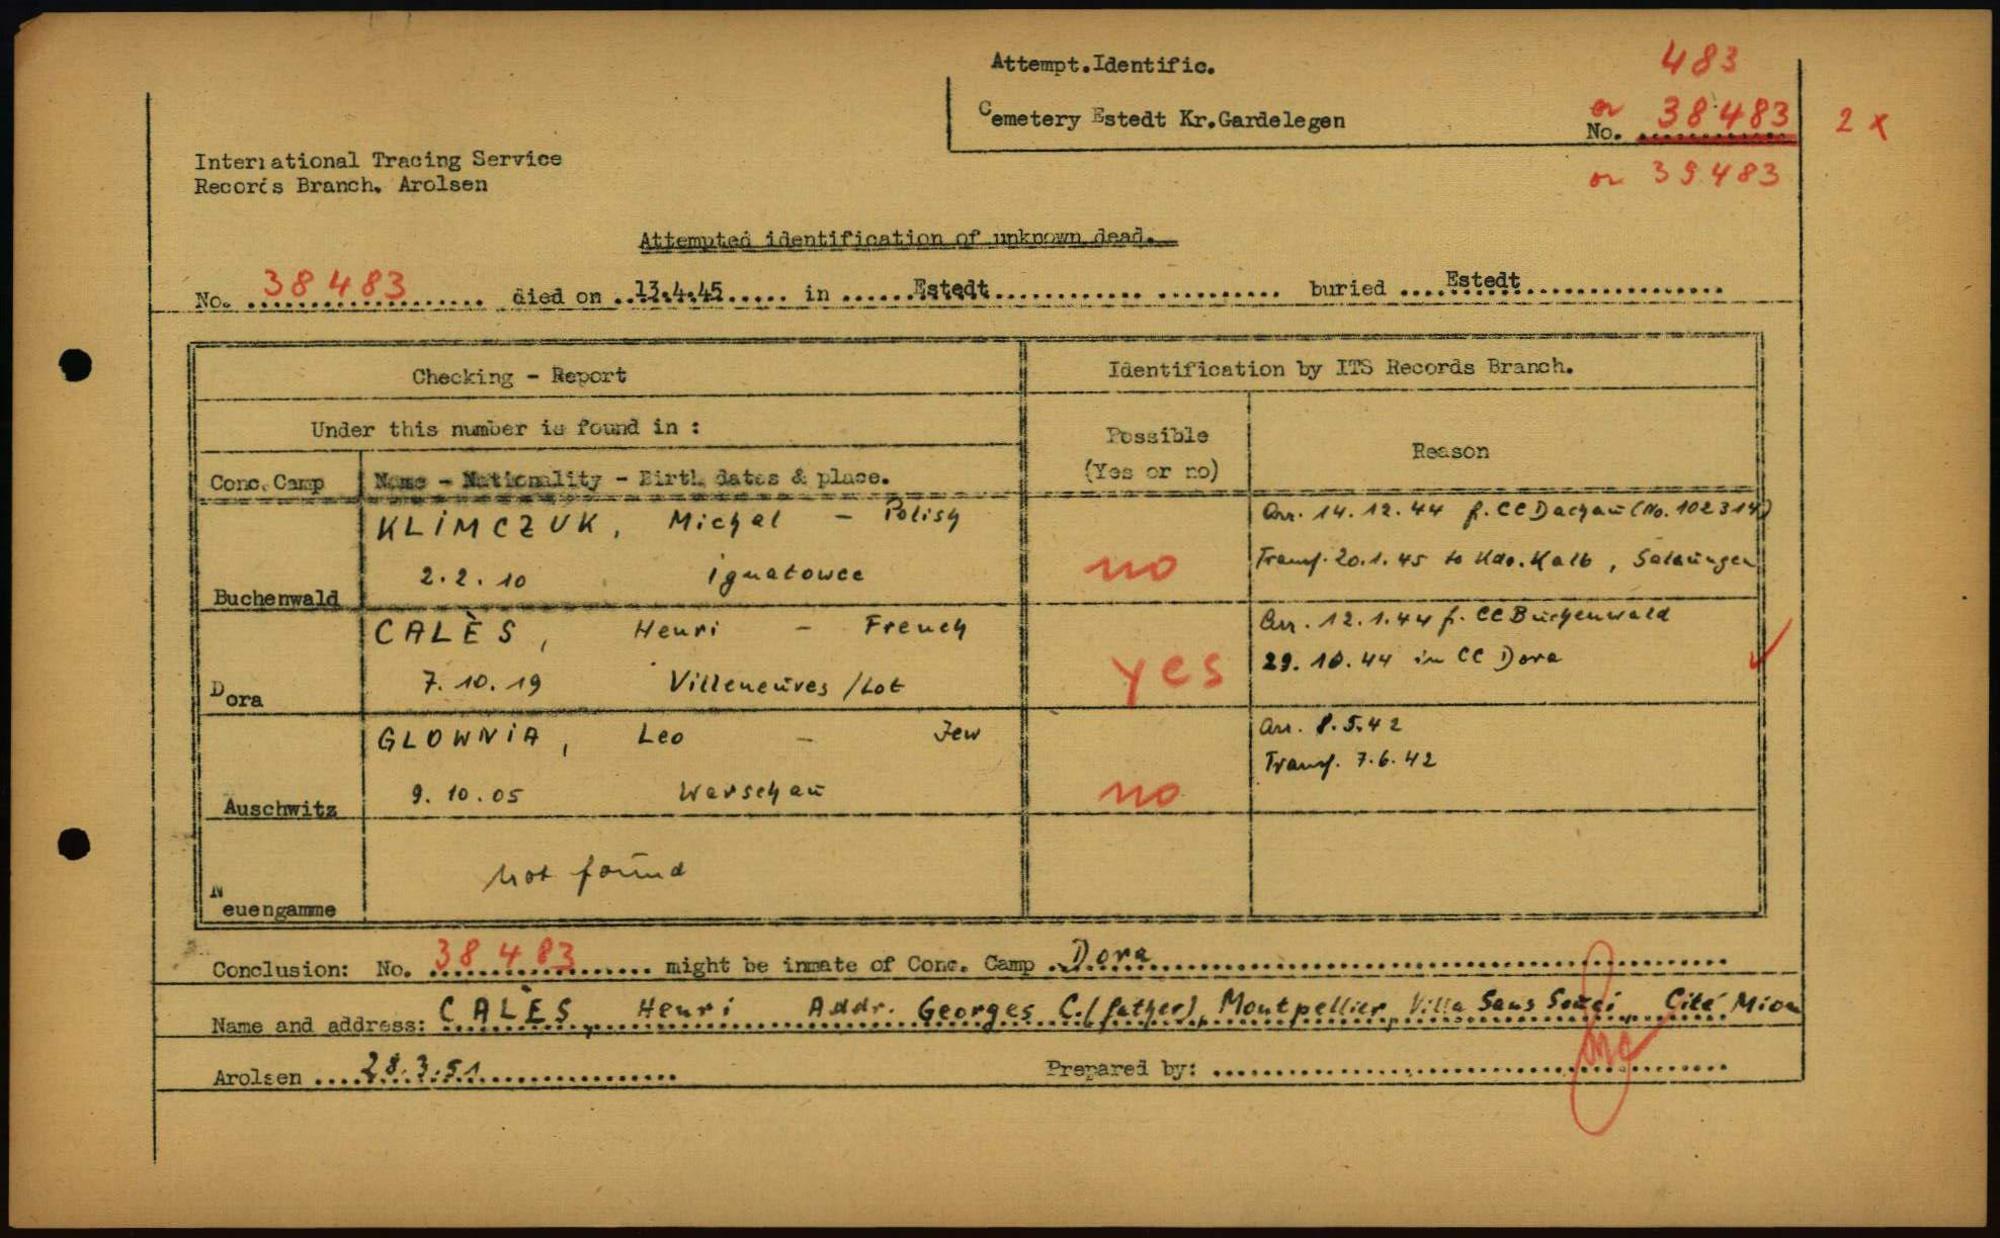 Attempt.Identific.
483
Cemetery Estedt Kr.Gardelegen
or 38483
No. 2 x
or 39483
International Tracing Service
Records Branch, Arolsen
Attempted identification of unknown dead.
No. 38483 died on 13.4.45 in Estedt buried Estedt
Checking - Report
Identification by ITS Records Branch.
Under this number is found in :
Possible
(Yes or no)
Reason
Conc. Camp
Name - Nationality - Birth dates & place.
KLIMCZUK, Michal - Polish
2.2.10 Ignatowce
Buchenwald
no
Arr. 14.12.44 f. CC Dachau (No. 102314)
Transf. 20.1.45 to Kdo. Kalb,
CALÈS, Henri - French
7.10.19 Villeneuves /Lot
Dora
yes
Arr. 12.1.44 f. CC Buchenwald
29.10.44 in CC Dora
GLOWNIA, Leo - Jew
9.10.05 Warschau
Auschwitz
no
Arr. 8.5.42
Transf. 7.6.42
not found
Neuengamme
Conclusion: No. 38483 might be inmate of Conc. Camp Dora
Name and address: CALÈS, Henri Addr. Georges C. (father), Montpellier, Villa Sans Souci, Cité Mion
Arolsen 28.3.51
Prepared by: